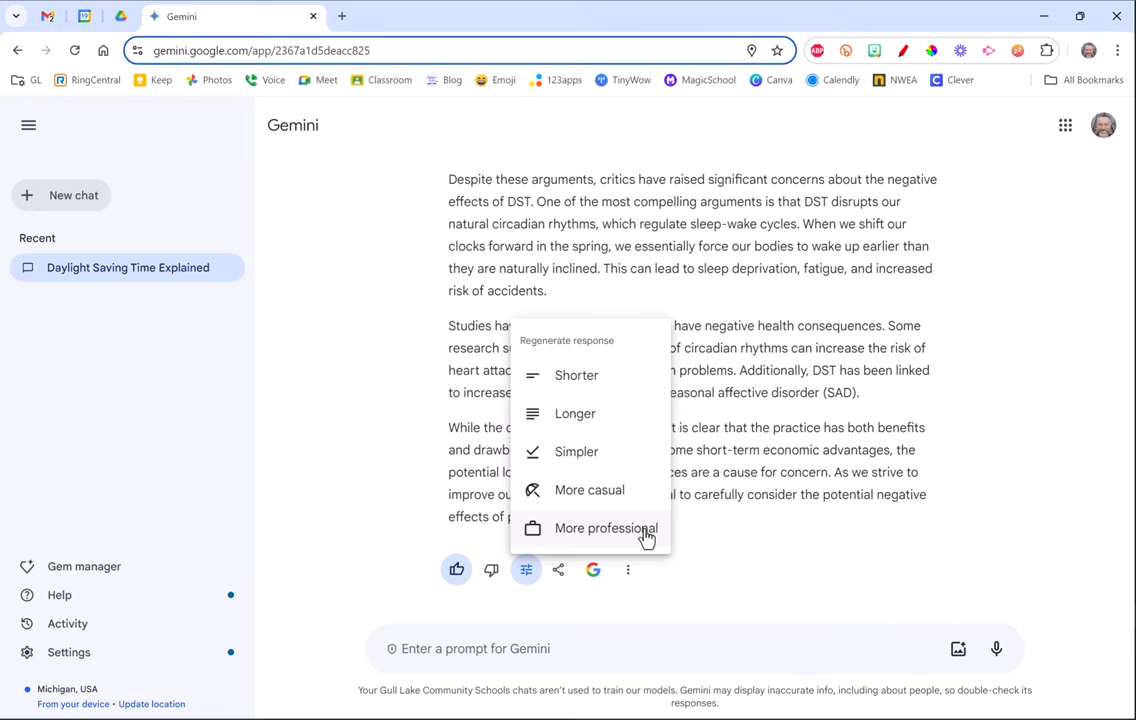 Gemini
gemini.google.com/app/2367a1d5deacc825
GL
RingCentral
Keep
Photos
Voice
Meet
Classroom
Blog
Emoji
123apps
TinyWow
MagicSchool
Canva
Calendly
NWEA
Clever
All Bookmarks
Gemini
New chat
Recent
Daylight Saving Time Explained
Gem manager
Help
Activity
Settings
Michigan, USA
From your device • Update location
Despite these arguments, critics have raised significant concerns about the negative
effects of DST. One of the most compelling arguments is that DST disrupts our
natural circadian rhythms, which regulate sleep-wake cycles. When we shift our
clocks forward in the spring, we essentially force our bodies to wake up earlier than
they are naturally inclined. This can lead to sleep deprivation, fatigue, and increased
risk of accidents.
Studies have negative health consequences. Some
research of circadian rhythms can increase the risk of
heart problems. Additionally, DST has been linked
to seasonal affective disorder (SAD).
While the it is clear that the practice has both benefits
and short-term economic advantages, the
potential are a cause for concern. As we strive to
improve to carefully consider the potential negative
effects of
Regenerate response
Shorter
Longer
Simpler
More casual
More professional
Enter a prompt for Gemini
Your Gull Lake Community Schools chats aren't used to train our models. Gemini may display inaccurate info, including about people, so double-check its
responses.